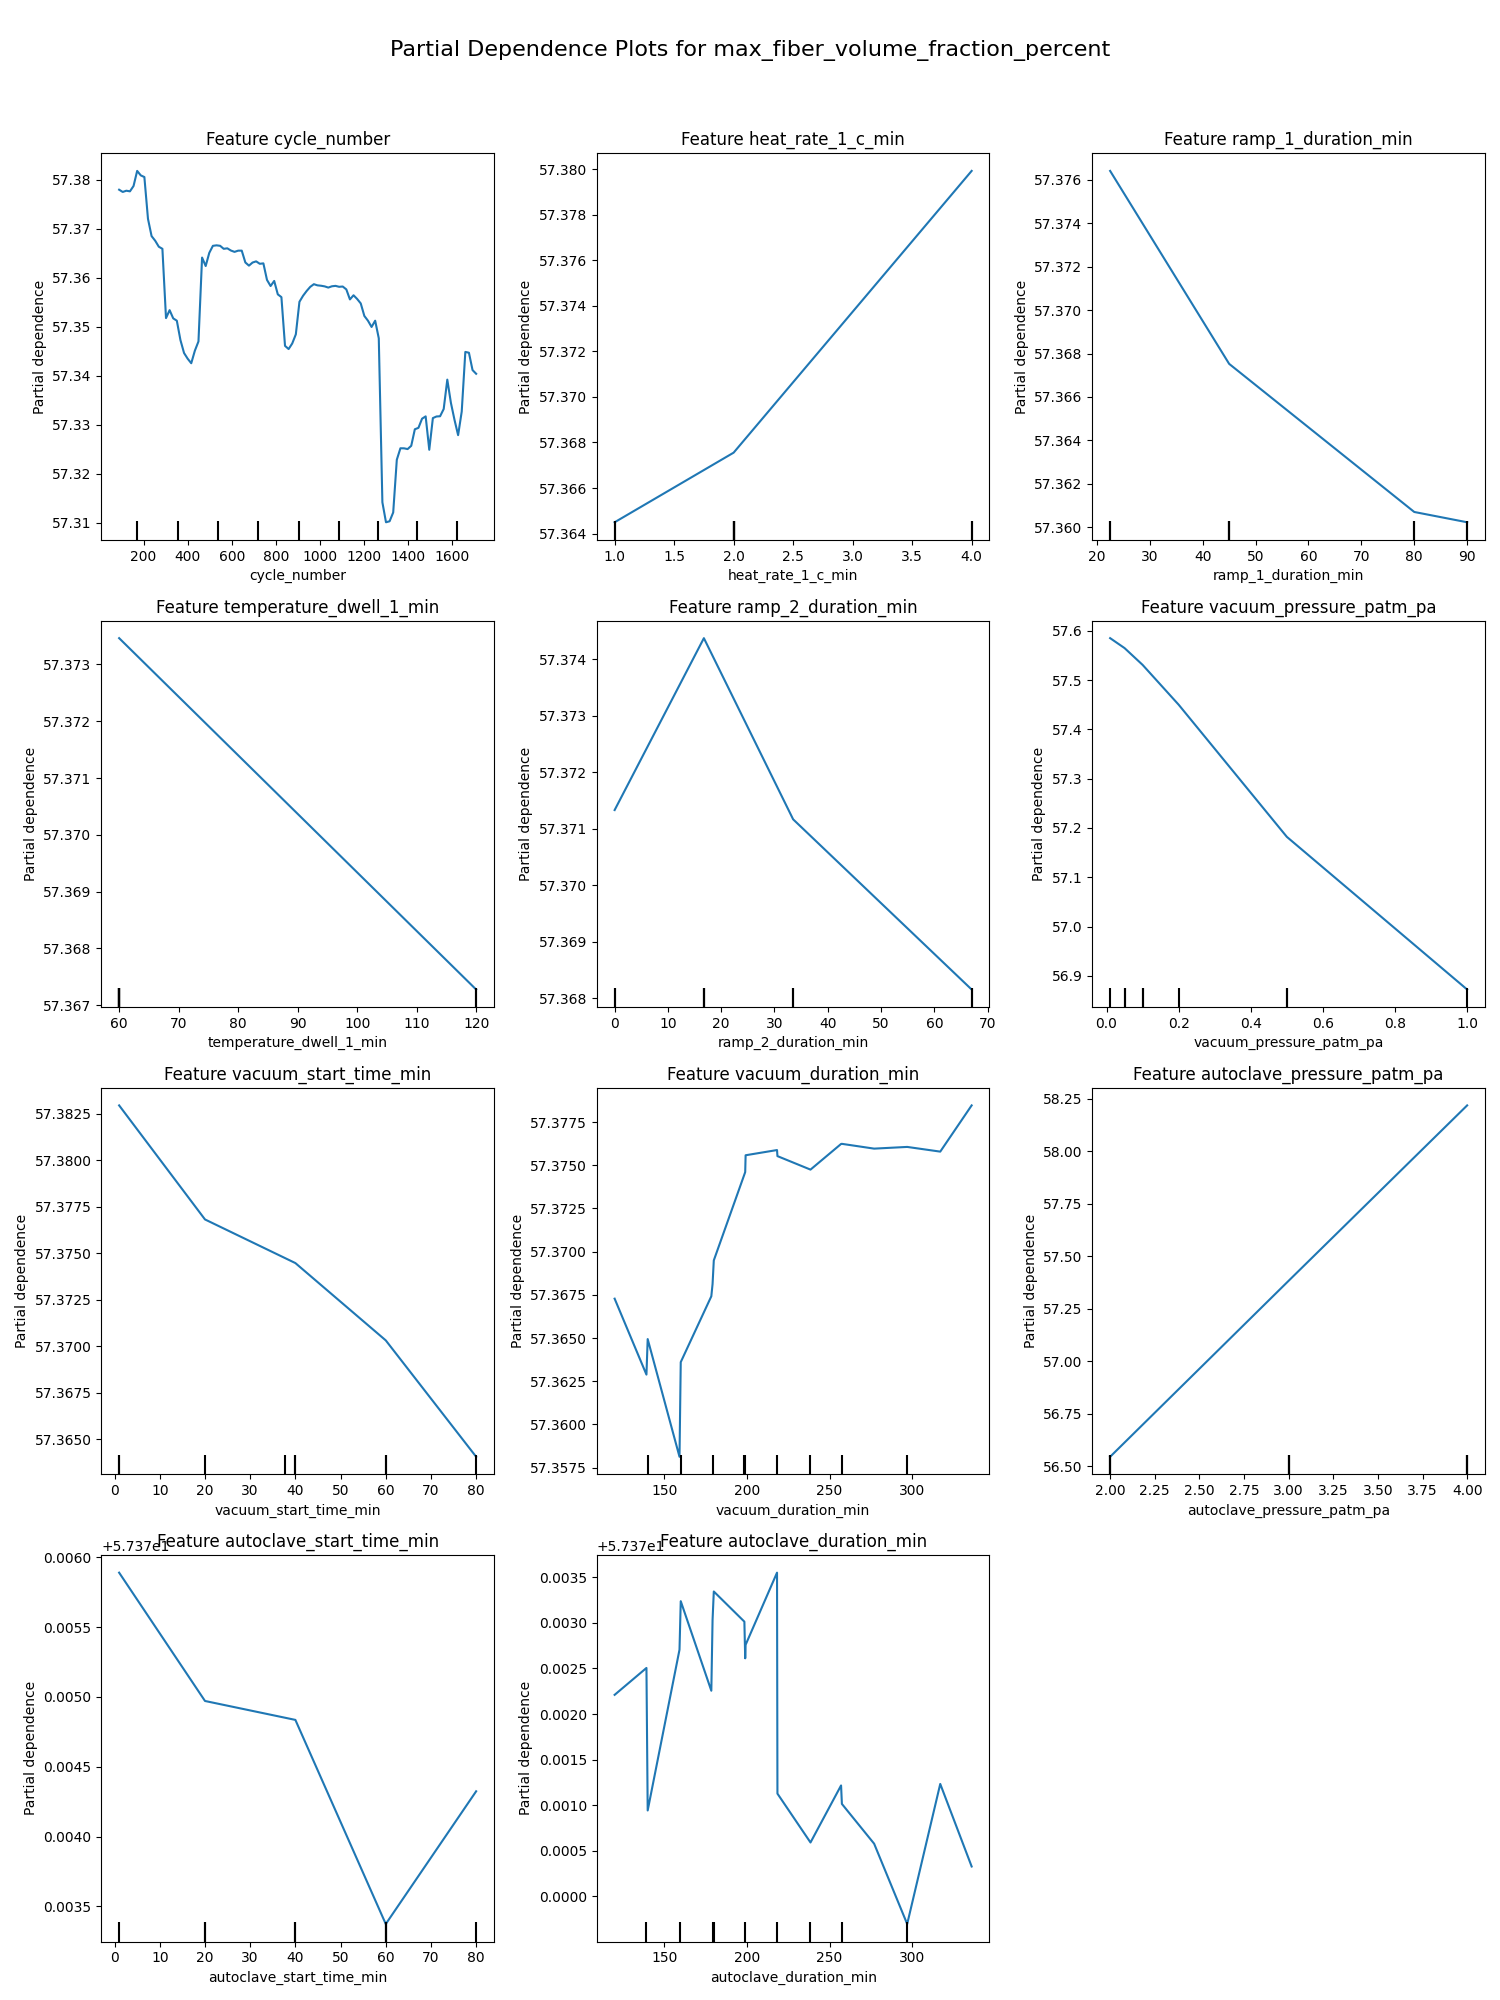 Partial Dependence Plots for max_fiber_volume_fraction_percent
Feature cycle_number
Partial dependence
57.38
57.37
57.36
57.35
57.34
57.33
57.32
57.31
200 400 600 800 1000 1200 1400 1600
cycle_number
Feature heat_rate_1_c_min
Partial dependence
57.380
57.378
57.376
57.374
57.372
57.370
57.368
57.366
57.364
1.0 1.5 2.0 2.5 3.0 3.5 4.0
heat_rate_1_c_min
Feature ramp_1_duration_min
Partial dependence
57.376
57.374
57.372
57.370
57.368
57.366
57.364
57.362
57.360
20 30 40 50 60 70 80 90
ramp_1_duration_min
Feature temperature_dwell_1_min
Partial dependence
57.373
57.372
57.371
57.370
57.369
57.368
57.367
60 70 80 90 100 110 120
temperature_dwell_1_min
Feature ramp_2_duration_min
Partial dependence
57.374
57.373
57.372
57.371
57.370
57.369
57.368
0 10 20 30 40 50 60 70
ramp_2_duration_min
Feature vacuum_pressure_patm_pa
Partial dependence
57.6
57.5
57.4
57.3
57.2
57.1
57.0
56.9
0.0 0.2 0.4 0.6 0.8 1.0
vacuum_pressure_patm_pa
Feature vacuum_start_time_min
Partial dependence
57.3825
57.3800
57.3775
57.3750
57.3725
57.3700
57.3675
57.3650
0 10 20 30 40 50 60 70 80
vacuum_start_time_min
Feature vacuum_duration_min
Partial dependence
57.3775
57.3750
57.3725
57.3700
57.3675
57.3650
57.3625
57.3600
57.3575
150 200 250 300
vacuum_duration_min
Feature autoclave_pressure_patm_pa
Partial dependence
58.25
58.00
57.75
57.50
57.25
57.00
56.75
56.50
2.00 2.25 2.50 2.75 3.00 3.25 3.50 3.75 4.00
autoclave_pressure_patm_pa
Feature autoclave_start_time_min
+5.737e1
Partial dependence
0.0060
0.0055
0.0050
0.0045
0.0040
0.0035
0 10 20 30 40 50 60 70 80
autoclave_start_time_min
Feature autoclave_duration_min
+5.737e1
Partial dependence
0.0035
0.0030
0.0025
0.0020
0.0015
0.0010
0.0005
0.0000
150 200 250 300
autoclave_duration_min